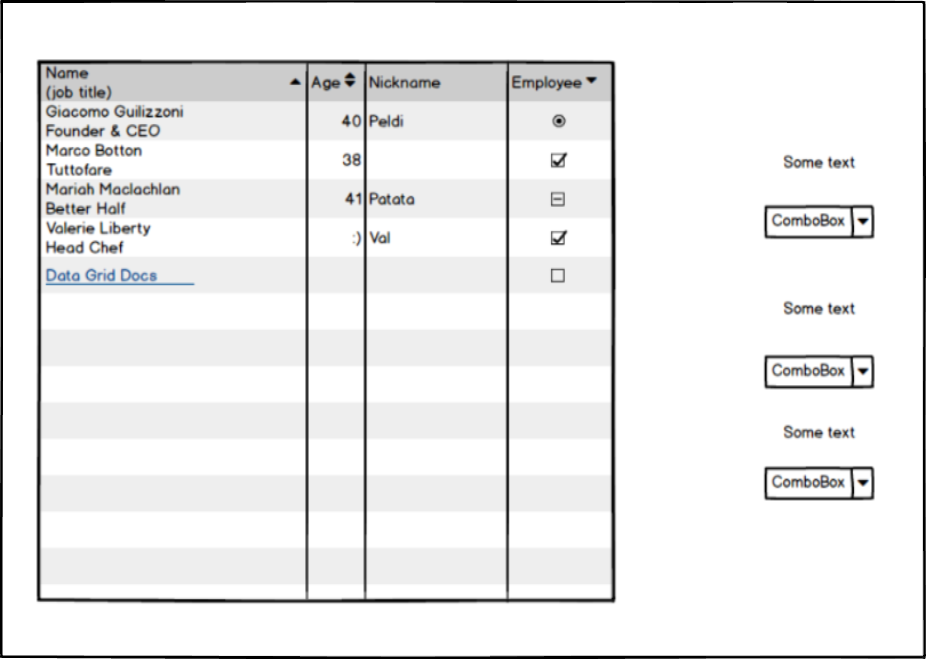 Name
(job title)
Age
Nickname
Employee
Giacomo Guilizzoni
Founder & CEO
40
Peldi
Marco Botton
Tuttofare
38
Mariah Maclachlan
Better Half
41
Patata
Valerie Liberty
Head Chef
:)
Val
Data Grid Docs
Some text
ComboBox
Some text
ComboBox
Some text
ComboBox